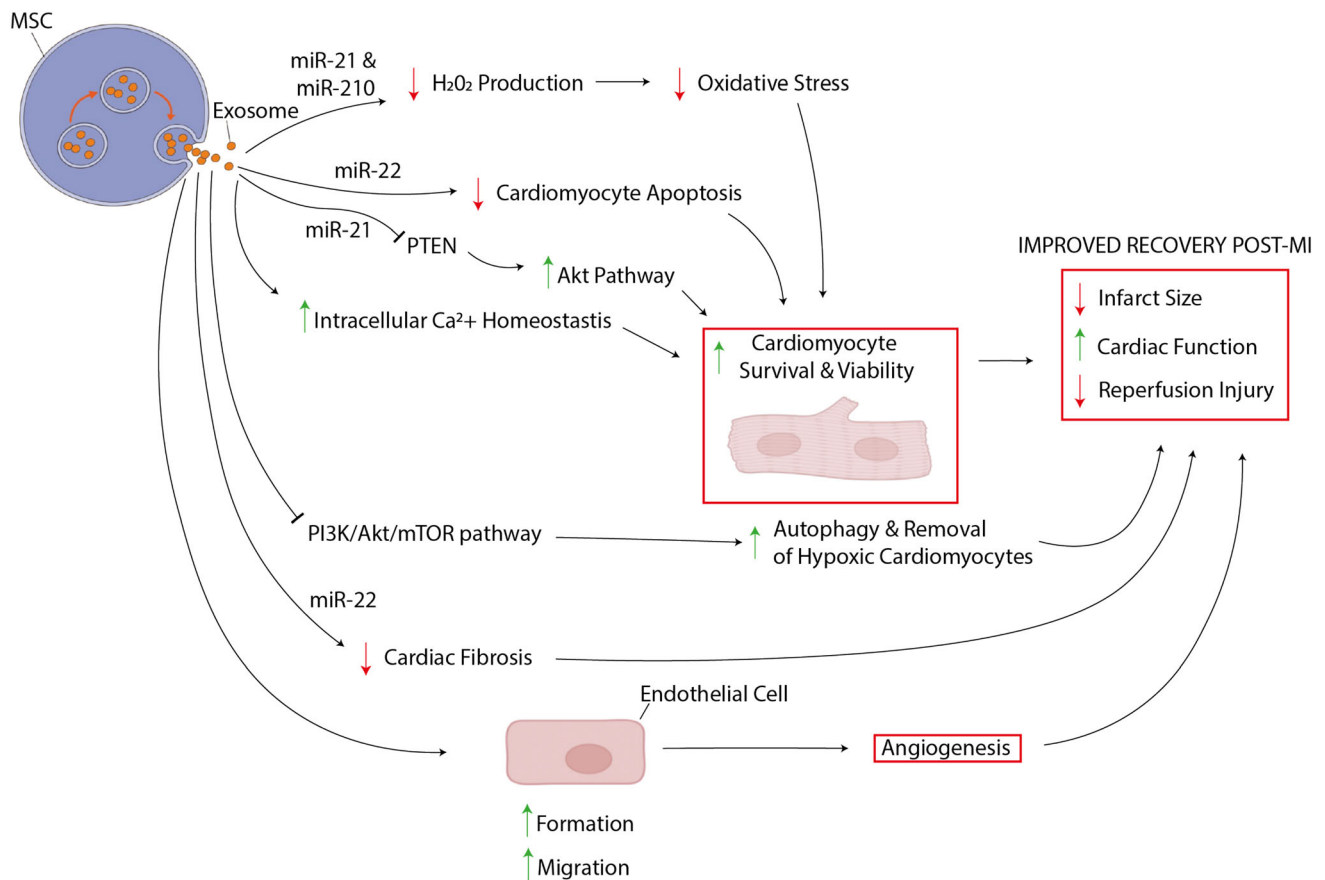 MSC
miR-21 &
miR-210
H₂0₂ Production
Oxidative Stress
Exosome
miR-22
Cardiomyocyte Apoptosis
miR-21
PTEN
Akt Pathway
Intracellular Ca²+ Homeostastis
Cardiomyocyte
Survival & Viability
IMPROVED RECOVERY POST-MI
Infarct Size
Cardiac Function
Reperfusion Injury
PI3K/Akt/mTOR pathway
Autophagy & Removal
of Hypoxic Cardiomyocytes
miR-22
Cardiac Fibrosis
Endothelial Cell
Angiogenesis
Formation
Migration